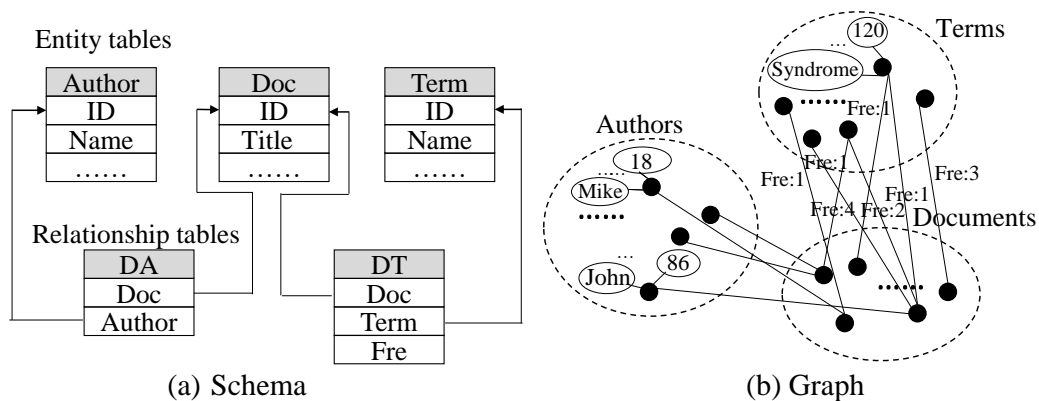 Entity tables
Author
ID
Name
......
Doc
ID
Title
......
Term
ID
Name
......
Relationship tables
DA
Doc
Author
DT
Doc
Term
Fre
(a) Schema
Terms
...
120
Syndrome
......
Fre:1
Authors
.....
18
Mike
......
...
John
86
Fre:1
Fre:1
Fre:4
Fre:2
Fre:1
Fre:3
Documents
......
(b) Graph